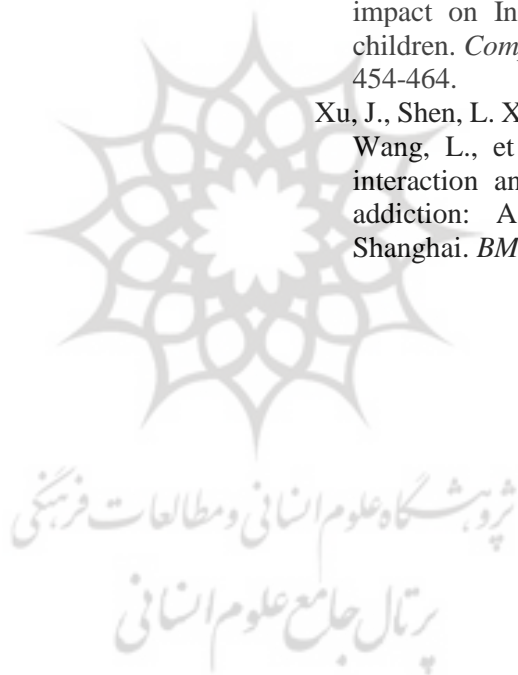 impact on In
children. Com
454-464.
Xu, J., Shen, L. X
Wang, L., et
interaction an
addiction: A
Shanghai. BM
پژوهشگاه علوم انسانی و مطالعات فرهنگی
پرتال جامع علوم انسانی